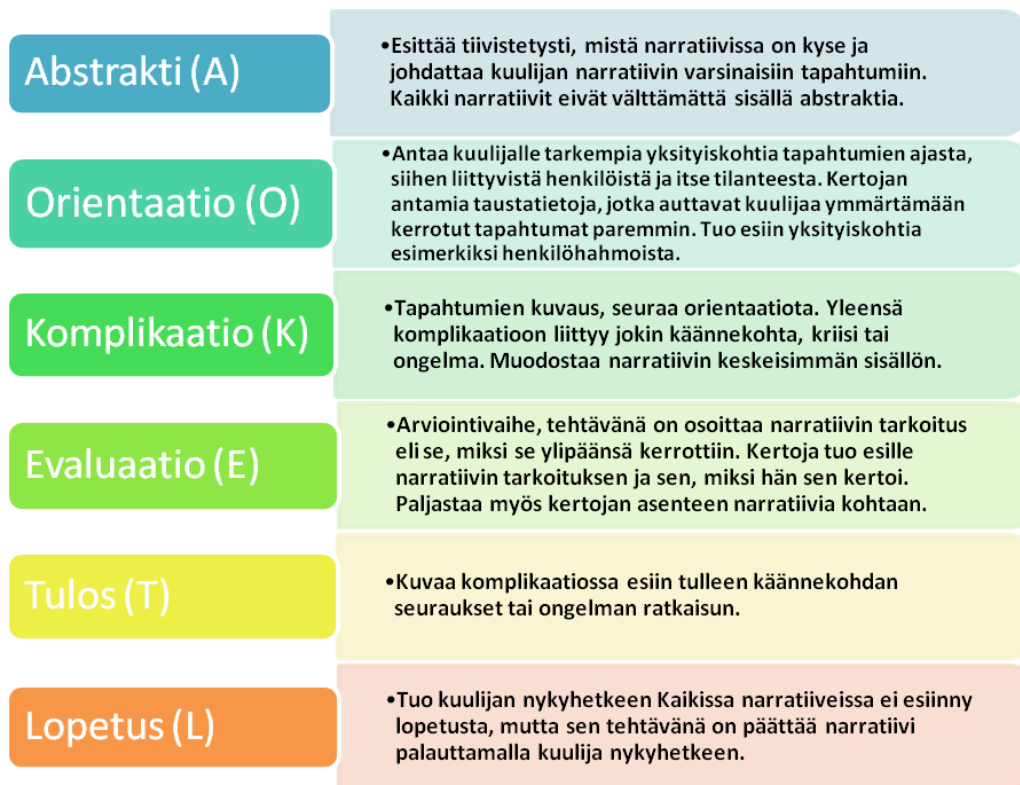 Abstrakti (A)
•Esittää tiivistetysti, mistä narratiivissa on kyse ja
johdattaa kuulijan narratiivin varsinaisiin tapahtumiin.
Kaikki narratiivit eivät välttämättä sisällä abstraktia.
Orientaatio (O)
•Antaa kuulijalle tarkempia yksityiskohtia tapahtumien ajasta,
siihen liittyvistä henkilöistä ja itse tilanteesta. Kertojan
antamia taustatietoja, jotka auttavat kuulijaa ymmärtämään
kerrotut tapahtumat paremmin. Tuo esiin yksityiskohtia
esimerkiksi henkilöhahmoista.
Komplikaatio (K)
•Tapahtumien kuvaus, seuraa orientaatiota. Yleensä
komplikaatioon liittyy jokin käännekohta, kriisi tai
ongelma. Muodostaa narratiivin keskeisimmän sisällön.
Evaluaatio (E)
•Arviointivaihe, tehtävänä on osoittaa narratiivin tarkoitus
eli se, miksi se ylipäänsä kerrottiin. Kertoja tuo esille
narratiivin tarkoituksen ja sen, miksi hän sen kertoi.
Paljastaa myös kertojan asenteen narratiivia kohtaan.
Tulos (T)
•Kuvaa komplikaatiossa esiin tulleen käännekohdan
seuraukset tai ongelman ratkaisun.
Lopetus (L)
•Tuo kuulijan nykyhetkeen Kaikissa narratiiveissa ei esiinny
lopetusta, mutta sen tehtävänä on päättää narratiivi
palauttamalla kuulija nykyhetkeen.